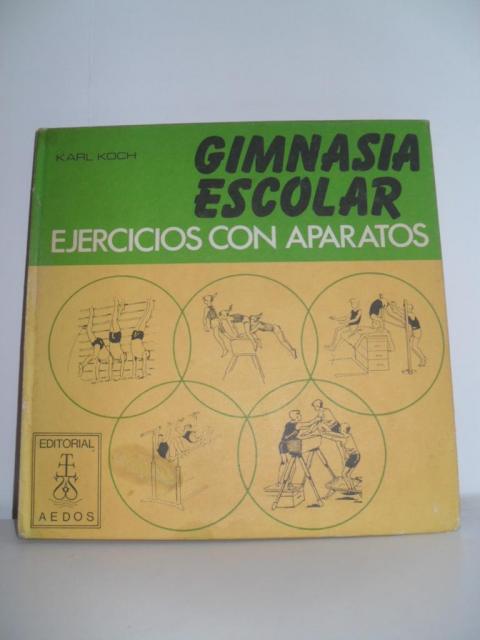 KARL KOCH
GIMNASIA
ESCOLAR
EJERCICIOS CON APARATOS
EDITORIAL
AEDOS